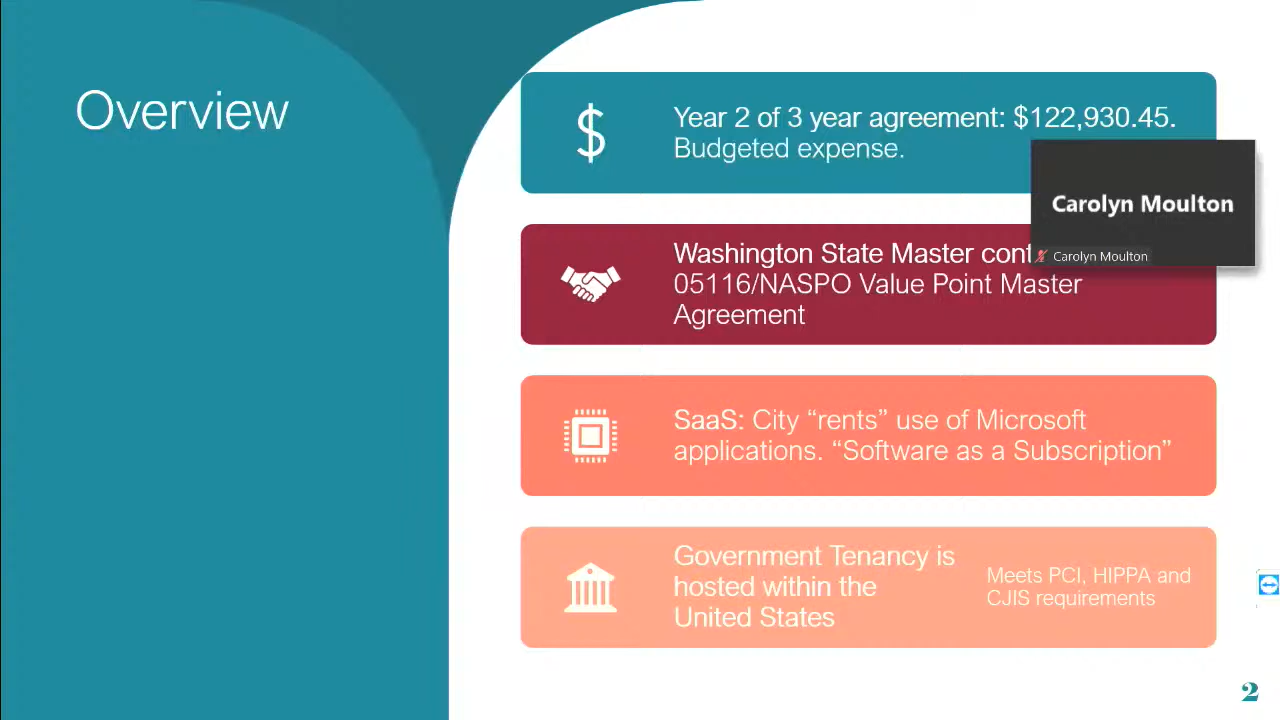 Overview
$
Year 2 of 3 year agreement: $122,930.45.
Budgeted expense.
Carolyn Moulton
Carolyn Moulton
Washington State Master
05116/NASPO Value Point Master
Agreement
SaaS: City “rents” use of Microsoft
applications. “Software as a Subscription”
Government Tenancy is
hosted within the
United States
Meets PCI, HIPPA and
CJIS requirements
2